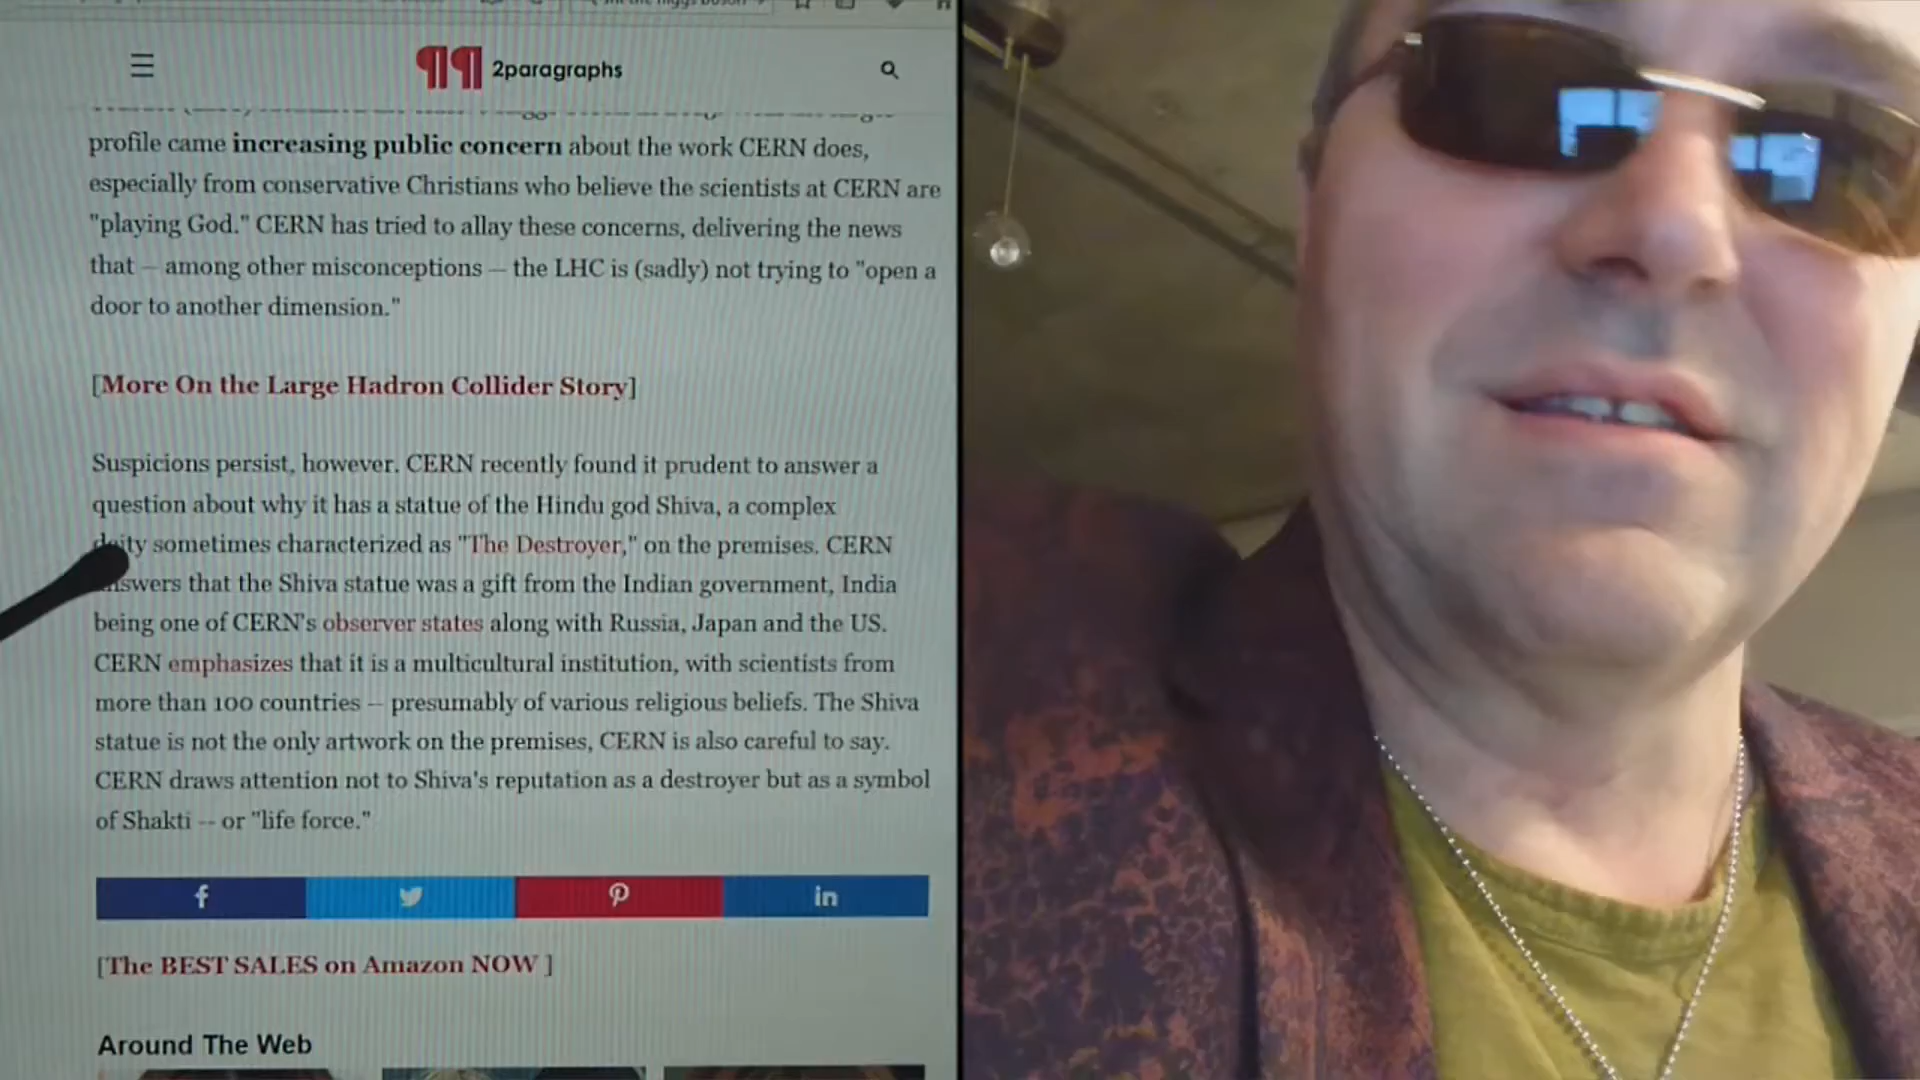 2paragraphs
profile came increasing public concern about the work CERN does,
especially from conservative Christians who believe the scientists at CERN are
"playing God." CERN has tried to allay these concerns, delivering the news
that – among other misconceptions – the LHC is (sadly) not trying to "open a
door to another dimension."
[More On the Large Hadron Collider Story]
Suspicions persist, however. CERN recently found it prudent to answer a
question about why it has a statue of the Hindu god Shiva, a complex
deity sometimes characterized as "The Destroyer," on the premises. CERN
answers that the Shiva statue was a gift from the Indian government, India
being one of CERN's observer states along with Russia, Japan and the US.
CERN emphasizes that it is a multicultural institution, with scientists from
more than 100 countries – presumably of various religious beliefs. The Shiva
statue is not the only artwork on the premises, CERN is also careful to say.
CERN draws attention not to Shiva's reputation as a destroyer but as a symbol
of Shakti -- or "life force."
f
in
[The BEST SALES on Amazon NOW ]
Around The Web